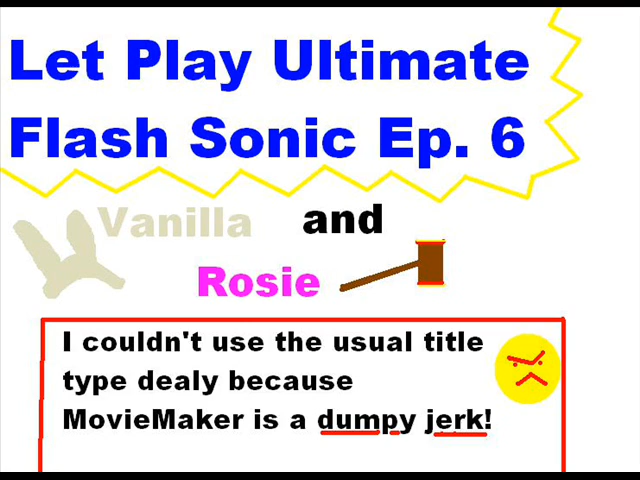 Let Play Ultimate
Flash Sonic Ep. 6
Vanilla and
Rosie
I couldn't use the usual title
type dealy because
MovieMaker is a dumpy jerk!